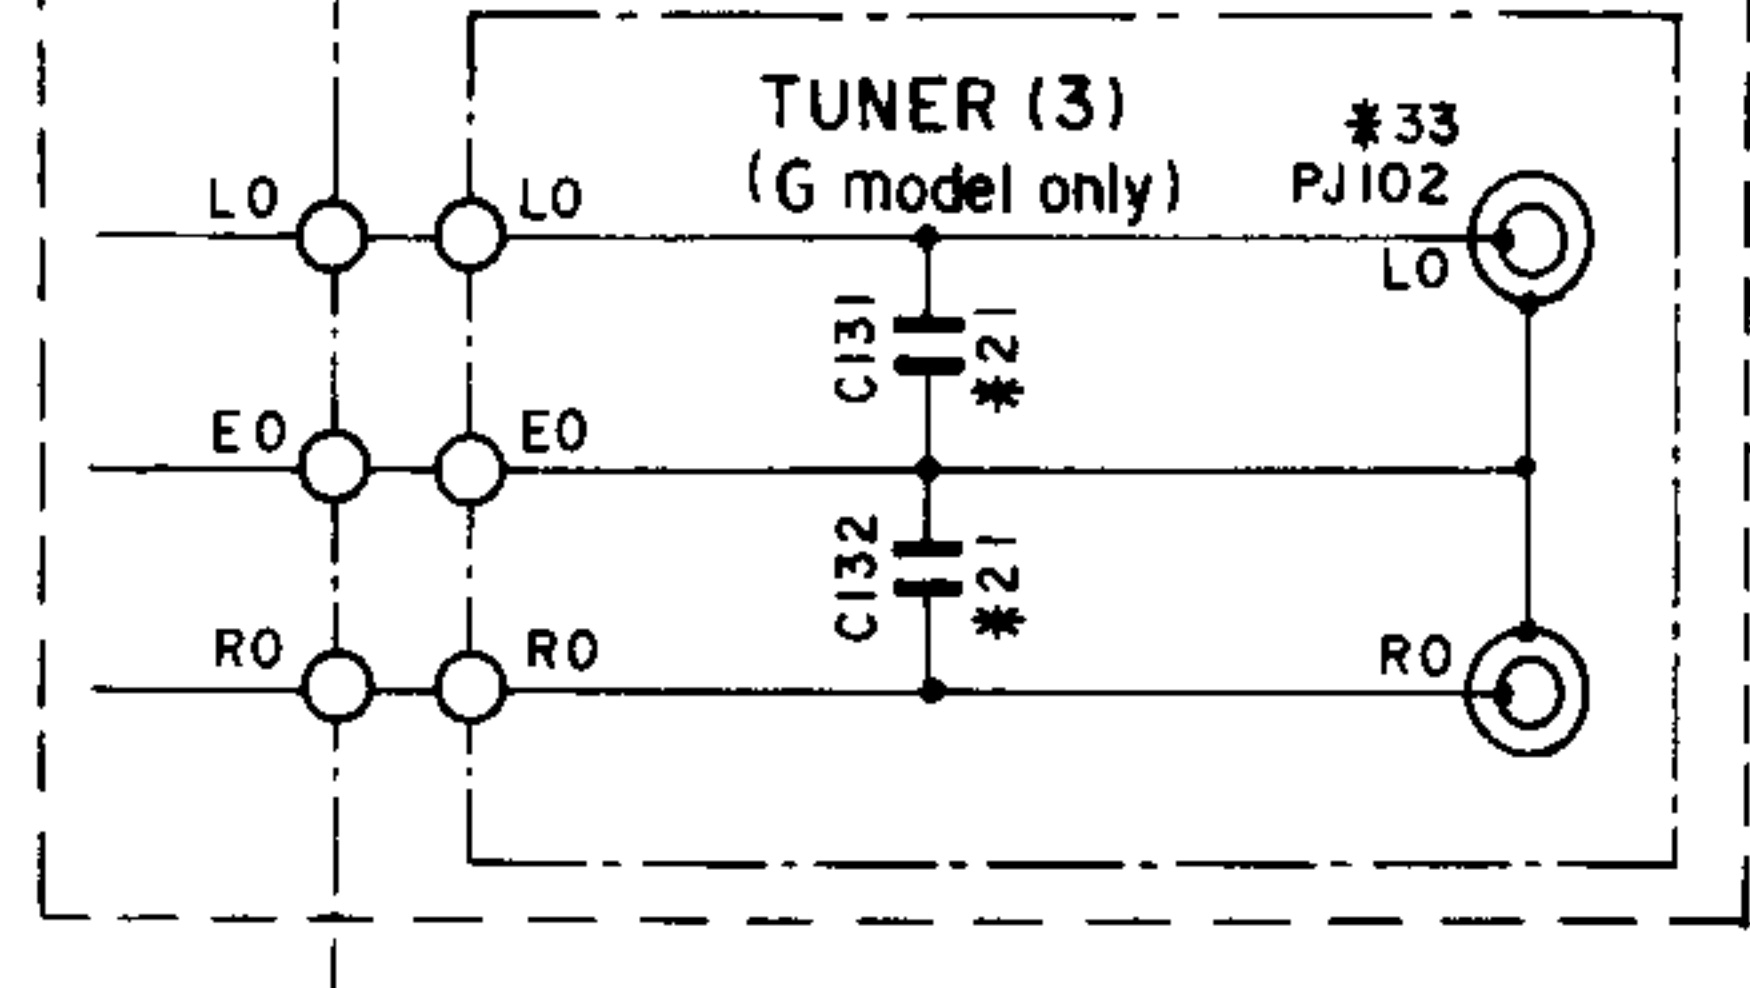 TUNER (3)
(G model only)
*33
PJ102
LO
LO
LO
C131
*21
EO
EO
C132
*21
RO
RO
RO